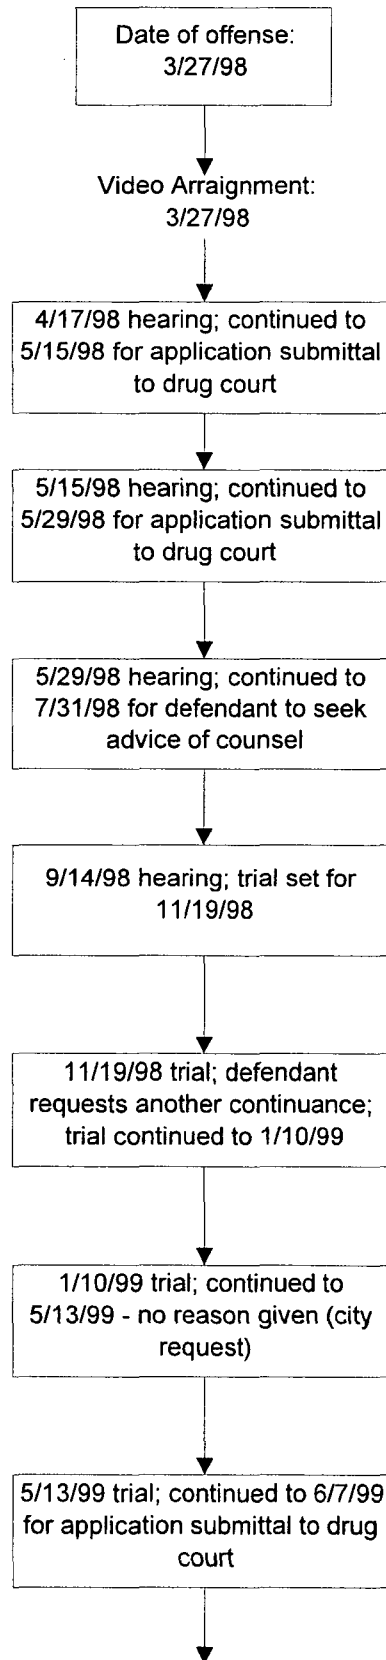 Date of offense:
3/27/98
Video Arraignment:
3/27/98
4/17/98 hearing; continued to
5/15/98 for application submittal
to drug court
5/15/98 hearing; continued to
5/29/98 for application submittal
to drug court
5/29/98 hearing; continued to
7/31/98 for defendant to seek
advice of counsel
9/14/98 hearing; trial set for
11/19/98
11/19/98 trial; defendant
requests another continuance;
trial continued to 1/10/99
1/10/99 trial; continued to
5/13/99 - no reason given (city
request)
5/13/99 trial; continued to 6/7/99
for application submittal to drug
court